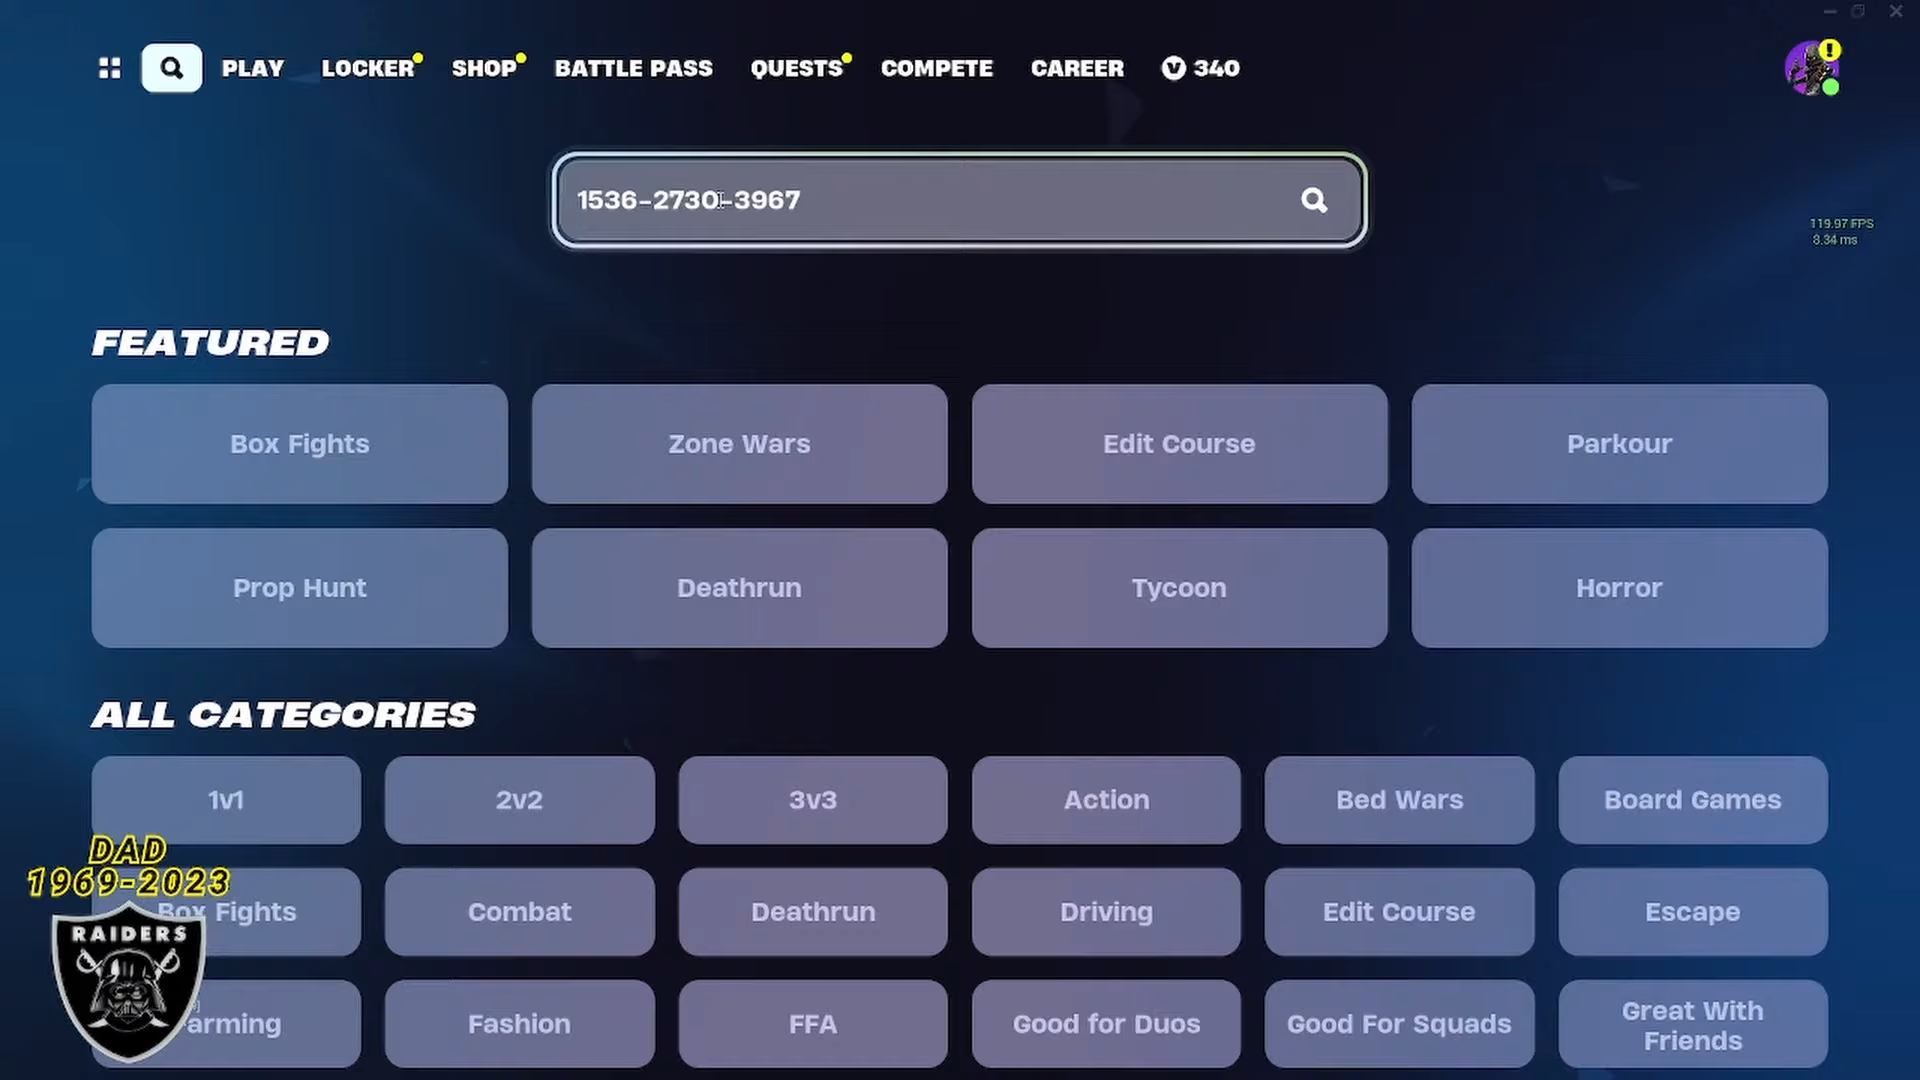 PLAY LOCKER SHOP BATTLE PASS QUESTS COMPETE CAREER 340
1536-2730-3967
119.97 FPS
8.34 ms
FEATURED
Box Fights Zone Wars Edit Course Parkour
Prop Hunt Deathrun Tycoon Horror
ALL CATEGORIES
1v1 2v2 3v3 Action Bed Wars Board Games
DAD
1969-2023
Box Fights Combat Deathrun Driving Edit Course Escape
RAIDERS
arming Fashion FFA Good for Duos Good For Squads Great With
Friends